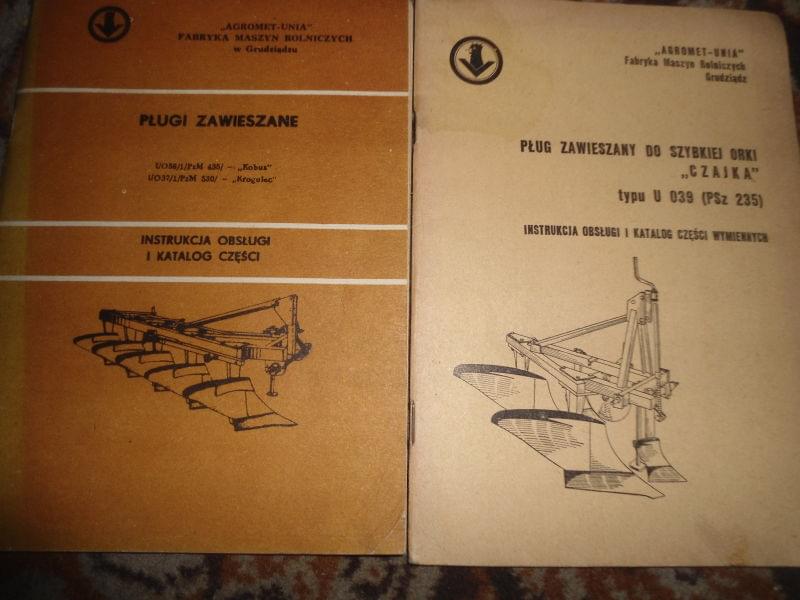 „AGROMET-UNIA"
FABRYKA MASZYN ROLNICZYCH
w Grudziądzu
PŁUGI ZAWIESZANE
UO36/1/PzM 435/ – „Kobuz"
UO37/1/PzM 530/ – „Krogulec"
INSTRUKCJA OBSŁUGI
I KATALOG CZĘŚCI
„AGROMET-UNIA"
Fabryka Maszyn Rolniczych
Grudziądz
PŁUG ZAWIESZANY DO SZYBKIEJ ORKI
„CZAJKA"
typu U 039 (PSz 235)
INSTRUKCJA OBSŁUGI I KATALOG CZĘŚCI WYMIENNYCH